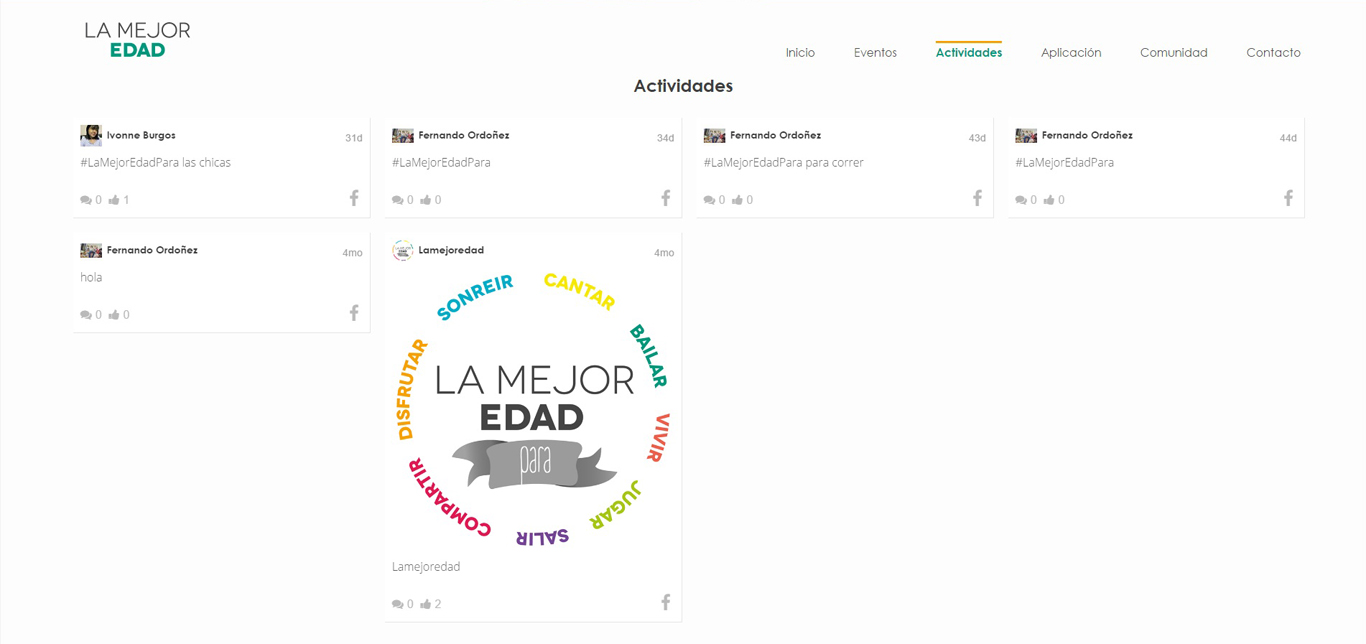 LA MEJOR
EDAD
Inicio Eventos Actividades Aplicación Comunidad Contacto
Actividades
Ivonne Burgos 31d
#LaMejorEdadPara las chicas
0 1
Fernando Ordoñez 34d
#LaMejorEdadPara
0 0
Fernando Ordoñez 43d
#LaMejorEdadPara para correr
0 0
Fernando Ordoñez 44d
#LaMejorEdadPara
0 0
Fernando Ordoñez 4mo
hola
0 0
Lamejoredad 4mo
SONREIR
CANTAR
BAILAR
VIVIR
JUGAR
SALIR
COMPARTIR
DISFRUTAR
LA MEJOR
EDAD
para
Lamejoredad
0 2